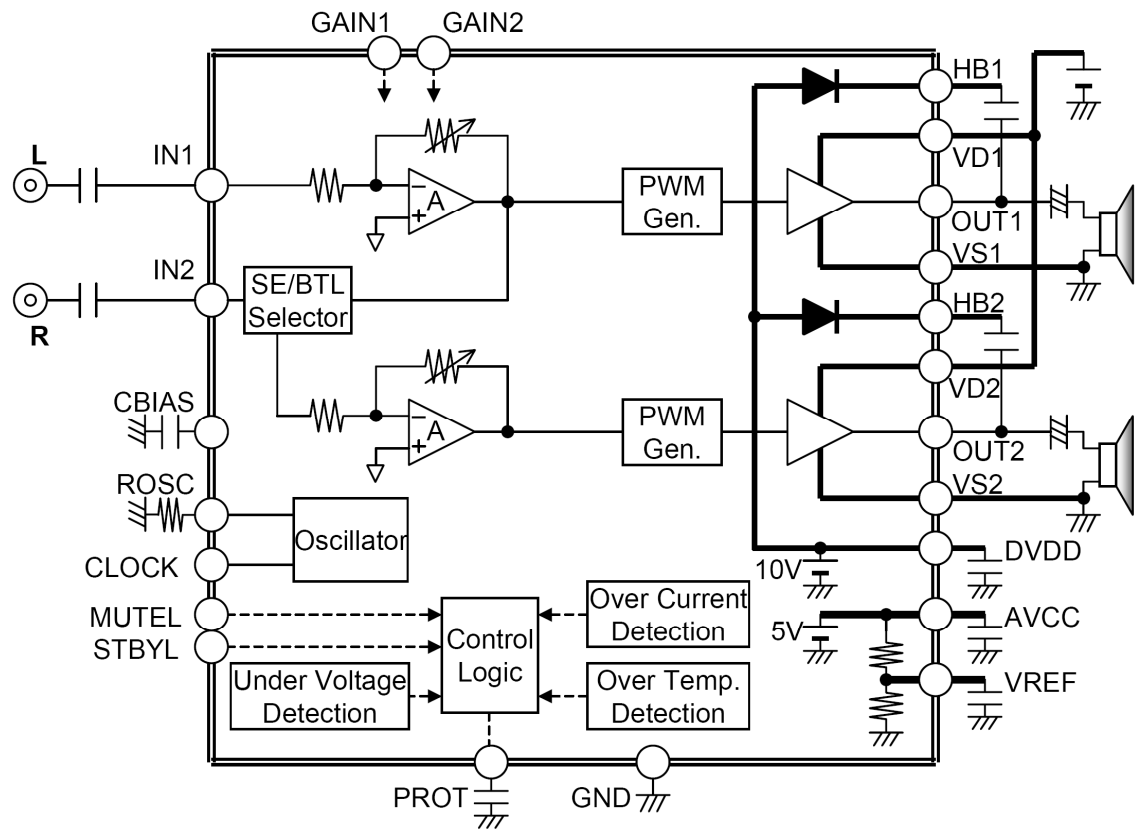 GAIN1
GAIN2
HB1
VD1
OUT1
VS1
HB2
VD2
OUT2
VS2
DVDD
AVCC
VREF
L
IN1
R
IN2
− A +
PWM
Gen.
SE/BTL
Selector
− A +
PWM
Gen.
CBIAS
ROSC
CLOCK
Oscillator
MUTEL
STBYL
Control
Logic
Over Current
Detection
Under Voltage
Detection
Over Temp.
Detection
10V
5V
PROT
GND